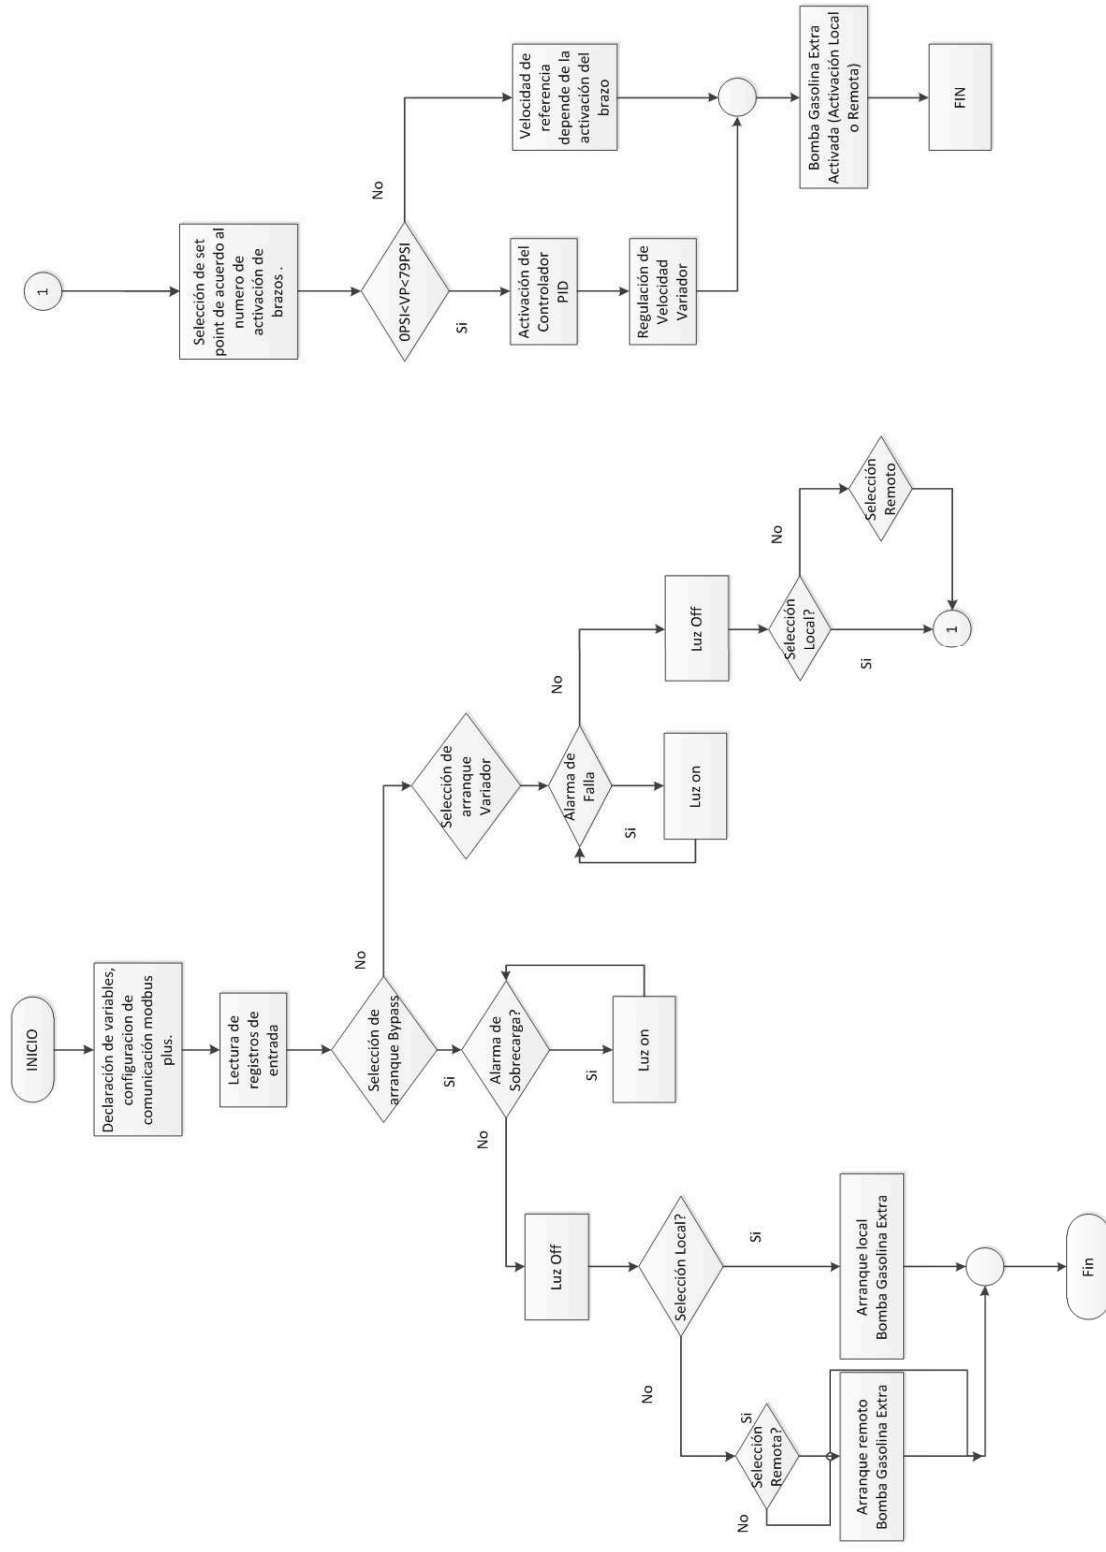 INICIO
Declaración de variables,
configuracion de
comunicación modbus
plus.
Lectura de
registros de
entrada
Selección de
arranque Bypass
No
Si
Alarma de
Sobrecarga?
No
Si
Luz on
Luz Off
Selección Local?
No
Si
Selección
Remota?
Si
No
Arranque remoto
Bomba Gasolina Extra
Arranque local
Bomba Gasolina Extra
Fin
Selección de
arranque
Variador
Alarma de
Falla
No
Si
Luz on
Luz Off
Selección
Local?
No
Si
Selección
Remoto
1
1
Selección de set
point de acuerdo al
numero de
activación de
brazos .
0PSI<VP<79PSI
No
Si
Activación del
Controlador
PID
Regulación de
Velocidad
Variador
Velocidad de
referencia
depende de la
activación del
brazo
Bomba Gasolina Extra
Activada (Activación Local
o Remota)
FIN